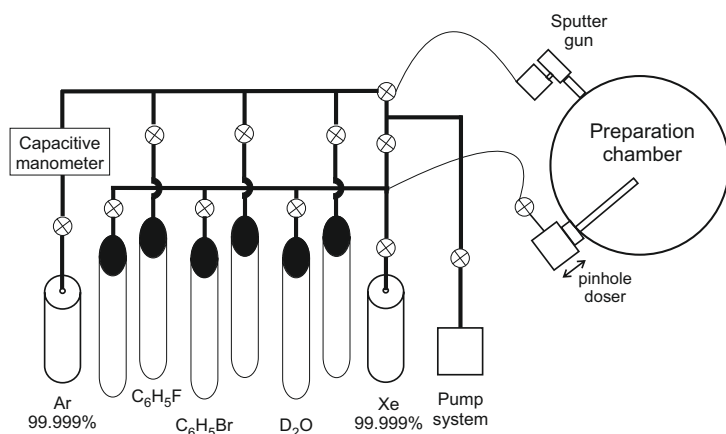 Sputter
gun
Preparation
chamber
Capacitive
manometer
pinhole
doser
C₆H₅F
Ar
99.999%
C₆H₅Br
D₂O
Xe
99.999%
Pump
system